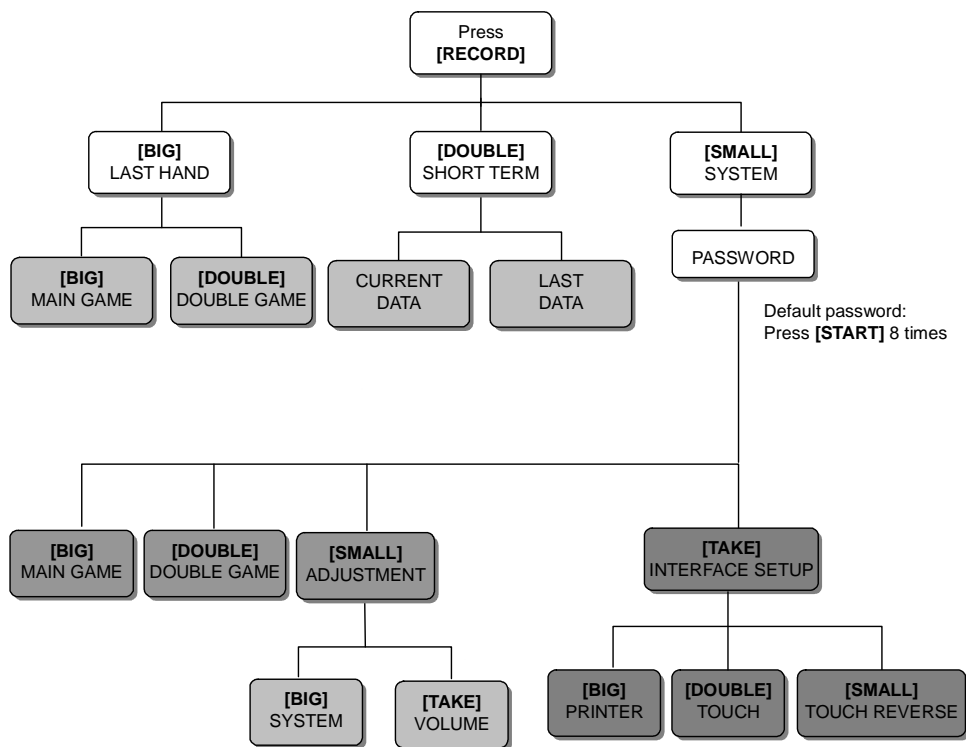 Press
[RECORD]
[BIG]
LAST HAND
[DOUBLE]
SHORT TERM
[SMALL]
SYSTEM
PASSWORD
[BIG]
MAIN GAME
[DOUBLE]
DOUBLE GAME
CURRENT
DATA
LAST
DATA
Default password:
Press [START] 8 times
[BIG]
MAIN GAME
[DOUBLE]
DOUBLE GAME
[SMALL]
ADJUSTMENT
[TAKE]
INTERFACE SETUP
[BIG]
SYSTEM
[TAKE]
VOLUME
[BIG]
PRINTER
[DOUBLE]
TOUCH
[SMALL]
TOUCH REVERSE